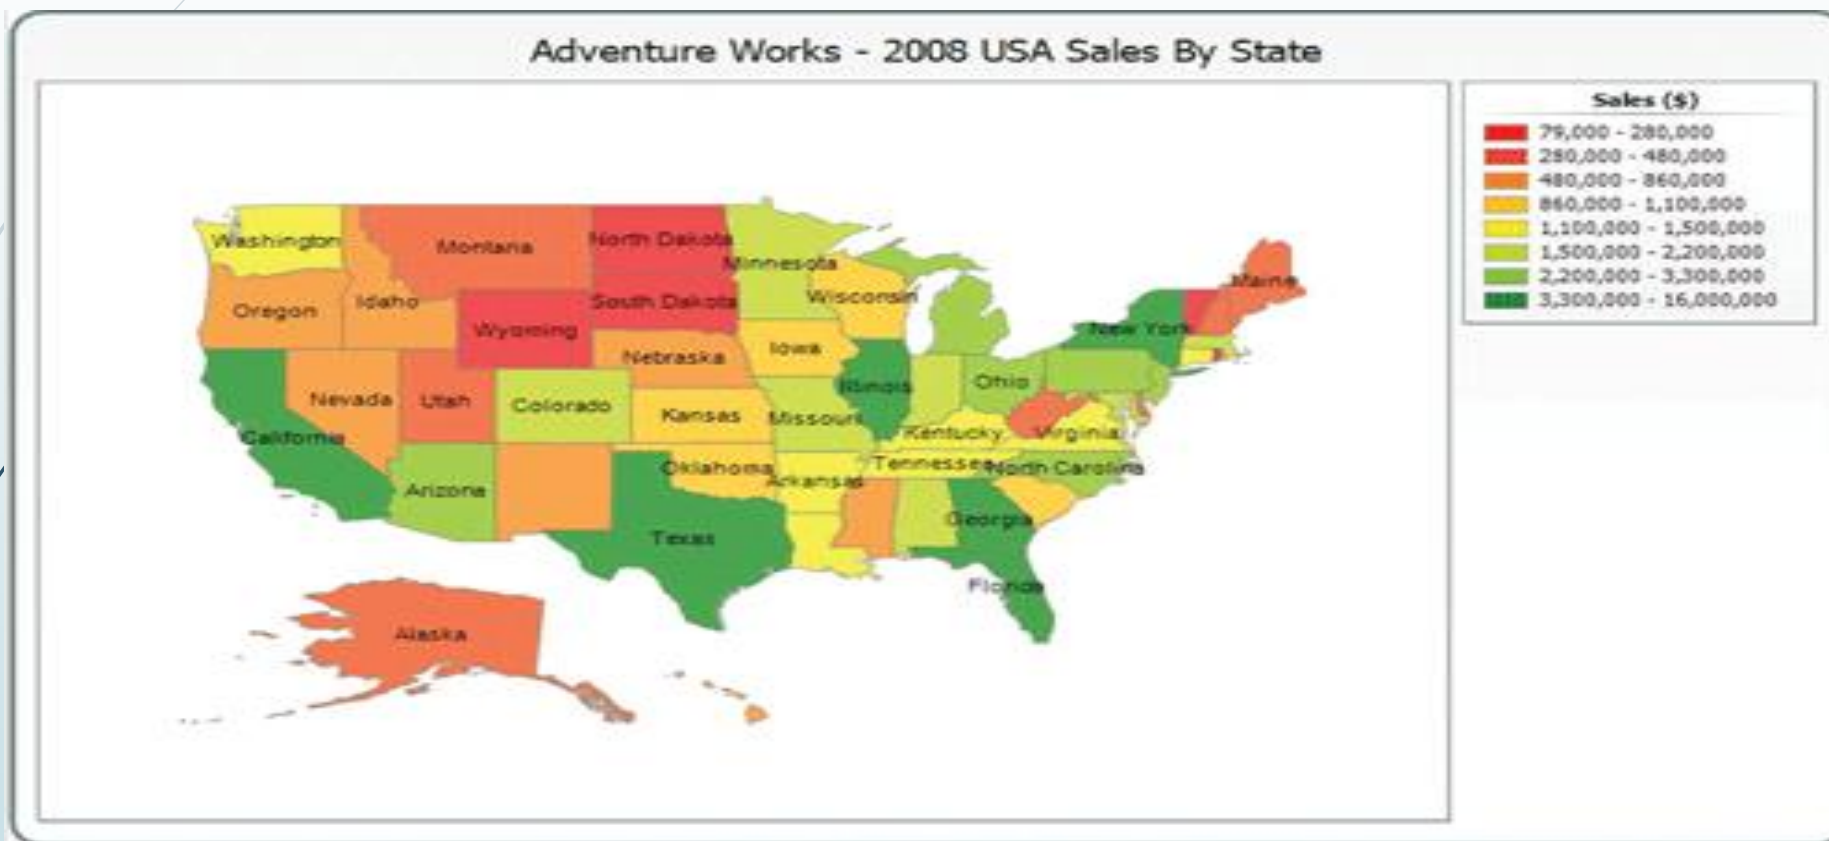 Adventure Works - 2008 USA Sales By State
Sales ($)
79,000 - 280,000
280,000 - 480,000
480,000 - 860,000
860,000 - 1,100,000
1,100,000 - 1,500,000
1,500,000 - 2,200,000
2,200,000 - 3,300,000
3,300,000 - 16,000,000
Washington
Montana
North Dakota
Minnesota
Maine
Oregon
Idaho
Wyoming
South Dakota
Wisconsin
New York
Nebraska
Iowa
Nevada
Utah
Colorado
Kansas
Missouri
Illinois
Ohio
California
Kentucky
Virginia
Arizona
Oklahoma
Arkansas
Tennessee
North Carolina
Texas
Georgia
Florida
Alaska